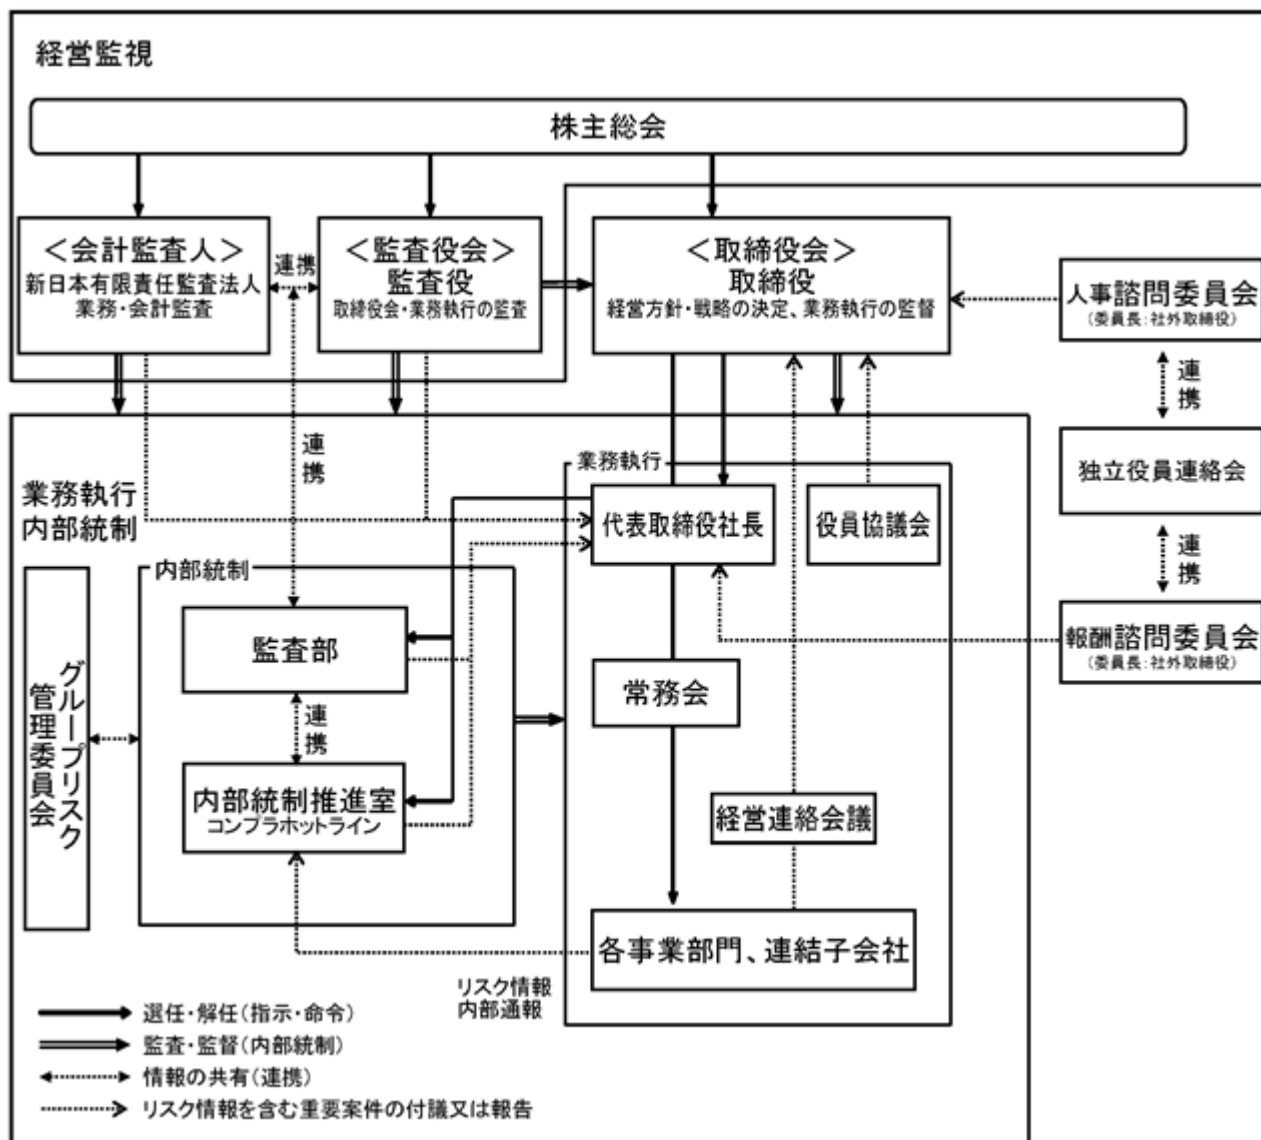 経営監視
株主総会
＜会計監査人＞
新日本有限責任監査法人
業務・会計監査
連携
＜監査役会＞
監査役
取締役会・業務執行の監査
＜取締役会＞
取締役
経営方針・戦略の決定、業務執行の監督
人事諮問委員会
（委員長：社外取締役）
連携
独立役員連絡会
連携
報酬諮問委員会
（委員長：社外取締役）
業務執行
内部統制
連携
業務執行
代表取締役社長
役員協議会
内部統制
監査部
連携
内部統制推進室
コンプラホットライン
グループリスク
管理委員会
常務会
経営連絡会議
各事業部門、連結子会社
リスク情報
内部通報
選任・解任（指示・命令）
監査・監督（内部統制）
情報の共有（連携）
リスク情報を含む重要案件の付議又は報告